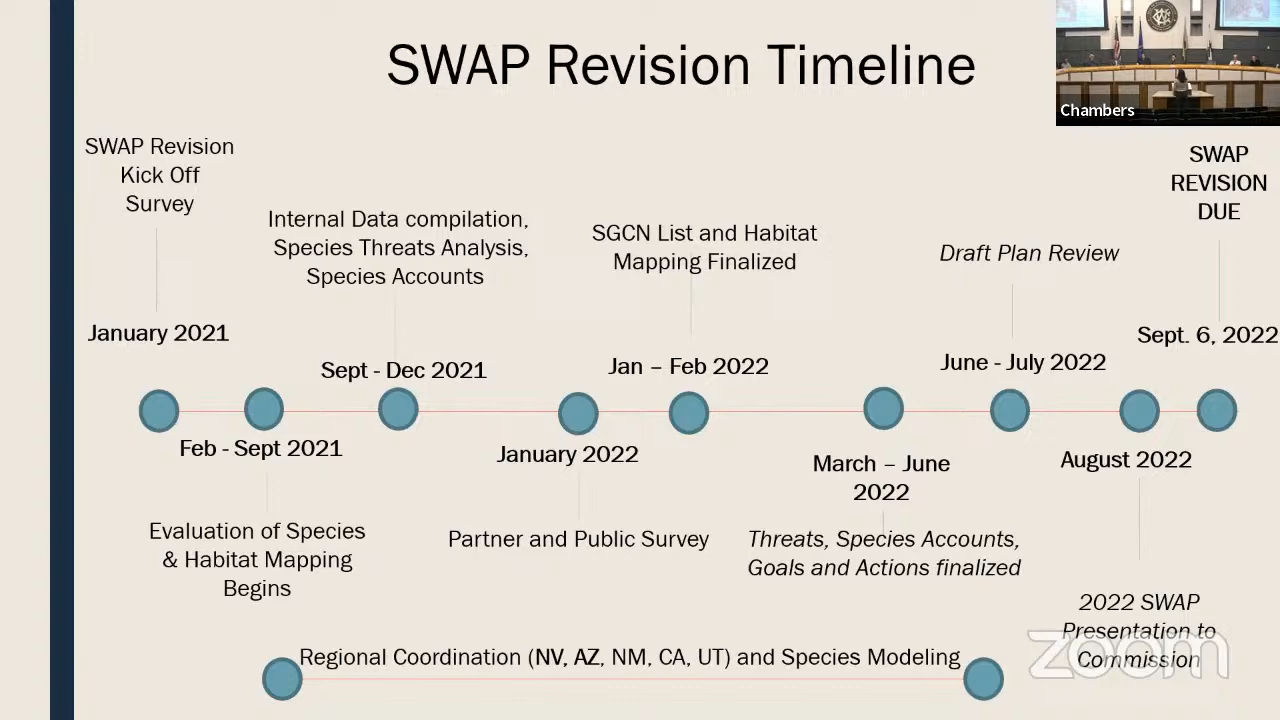 SWAP Revision Timeline
Chambers
SWAP Revision
Kick Off
Survey
January 2021
Feb - Sept 2021
Evaluation of Species
& Habitat Mapping
Begins
Internal Data compilation,
Species Threats Analysis,
Species Accounts
Sept - Dec 2021
January 2022
Partner and Public Survey
SGCN List and Habitat
Mapping Finalized
Jan – Feb 2022
March – June
2022
Threats, Species Accounts,
Goals and Actions finalized
Draft Plan Review
June - July 2022
August 2022
2022 SWAP
Presentation to
Commission
SWAP
REVISION
DUE
Sept. 6, 2022
Regional Coordination (NV, AZ, NM, CA, UT) and Species Modeling
zoom